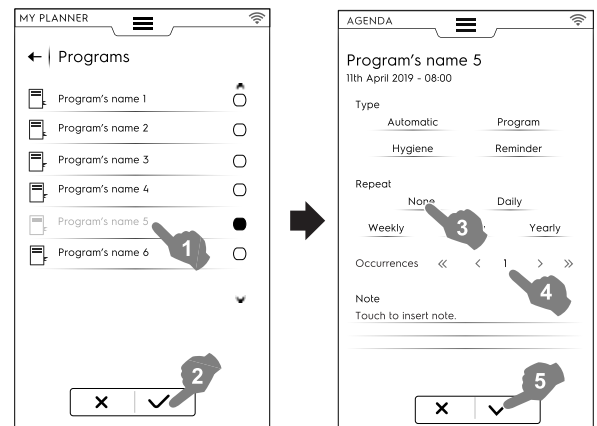 MY PLANNER
Programs
Program's name 1
Program's name 2
Program's name 3
Program's name 4
Program's name 5
1
Program's name 6
2
AGENDA
Program's name 5
11th April 2019 - 08:00
Type
Automatic Program
Hygiene Reminder
Repeat
None Daily
3
Weekly Yearly
Occurrences « < 1 > »
4
Note
Touch to insert note.
5